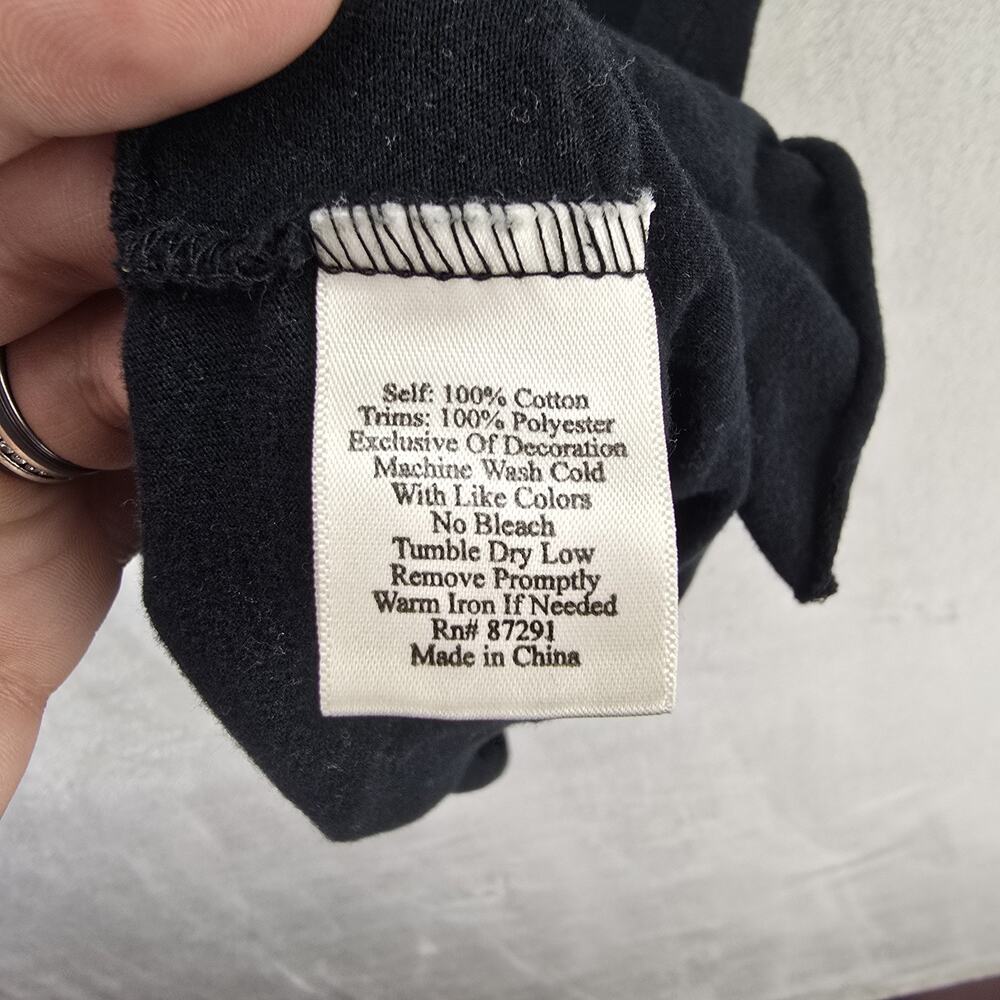 Self: 100% Cotton
Trims: 100% Polyester
Exclusive Of Decoration
Machine Wash Cold
With Like Colors
No Bleach
Tumble Dry Low
Remove Promptly
Warm Iron If Needed
Rn# 87291
Made in China